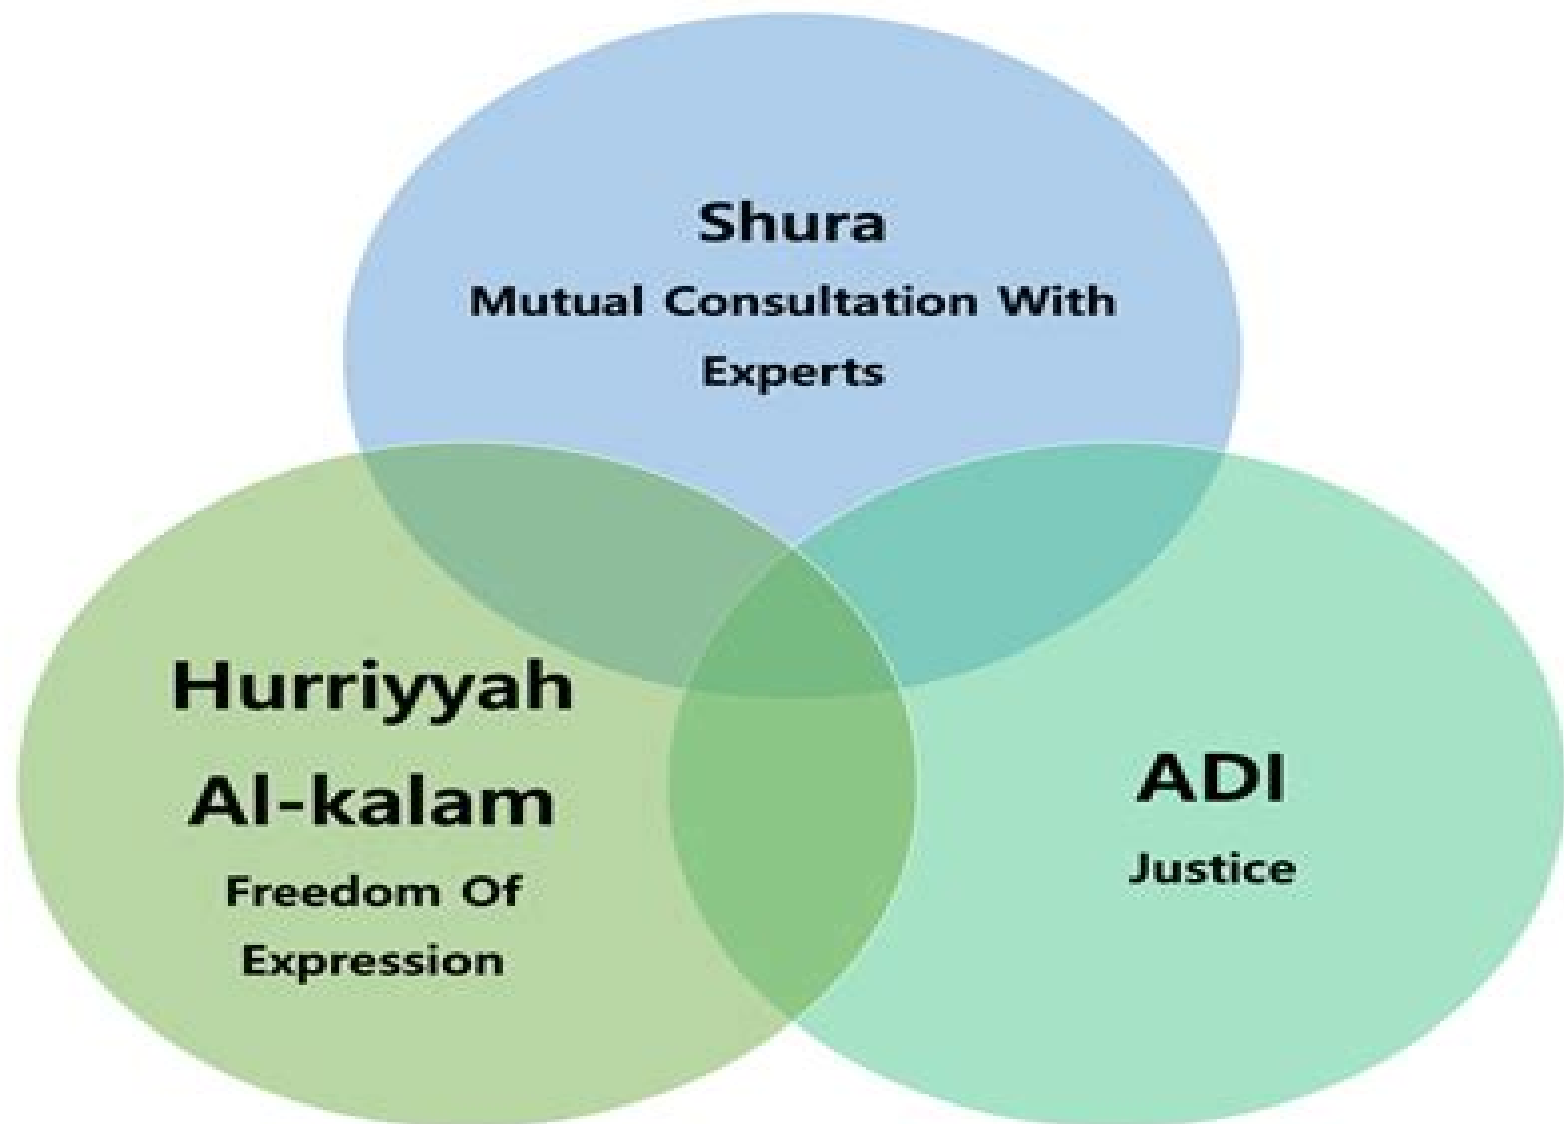 Shura
Mutual Consultation With
Experts
Hurriyyah
Al-kalam
Freedom Of
Expression
ADI
Justice